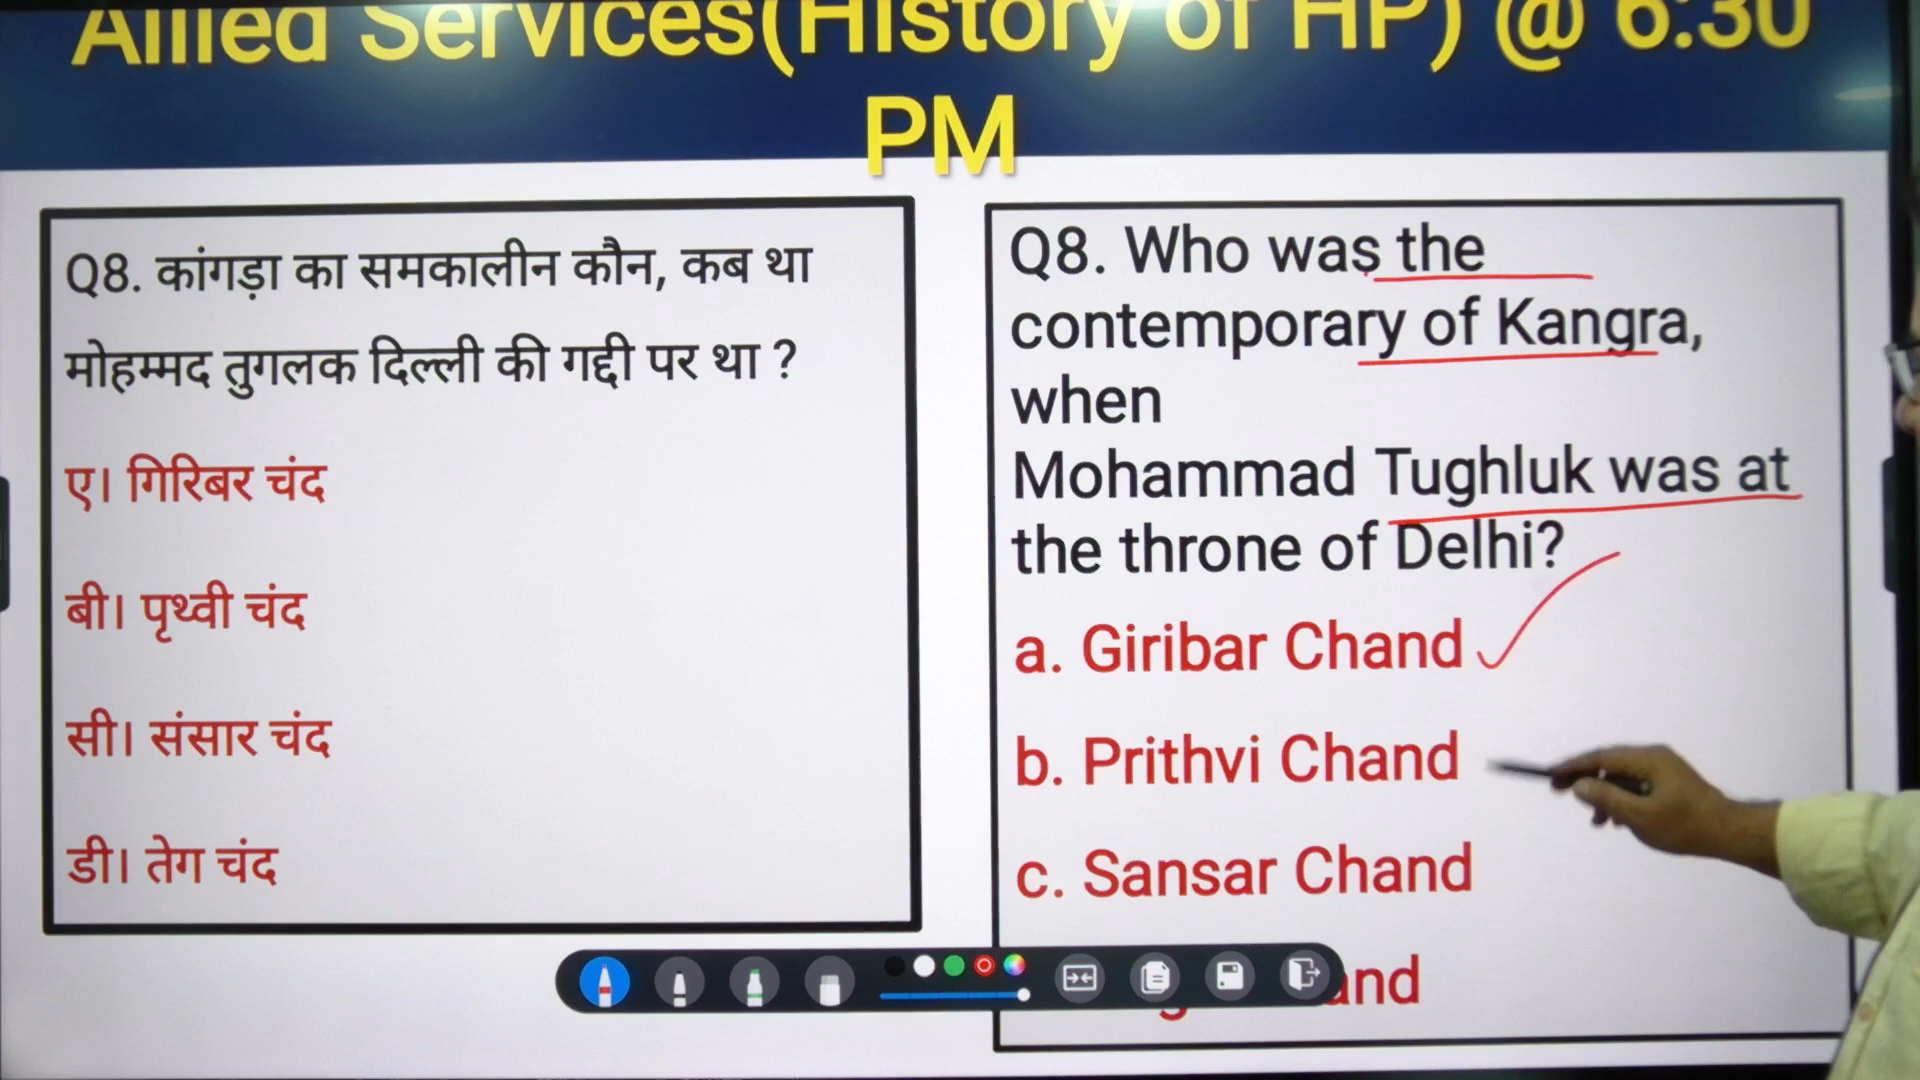 Allied Services(History of HP) @ 6:30
PM
Q8. कांगड़ा का समकालीन कौन, कब था
मोहम्मद तुगलक दिल्ली की गद्दी पर था ?
ए। गिरिबर चंद
बी। पृथ्वी चंद
सी। संसार चंद
डी। तेग चंद
Q8. Who was the
contemporary of Kangra,
when
Mohammad Tughluk was at
the throne of Delhi?
a. Giribar Chand
b. Prithvi Chand
c. Sansar Chand